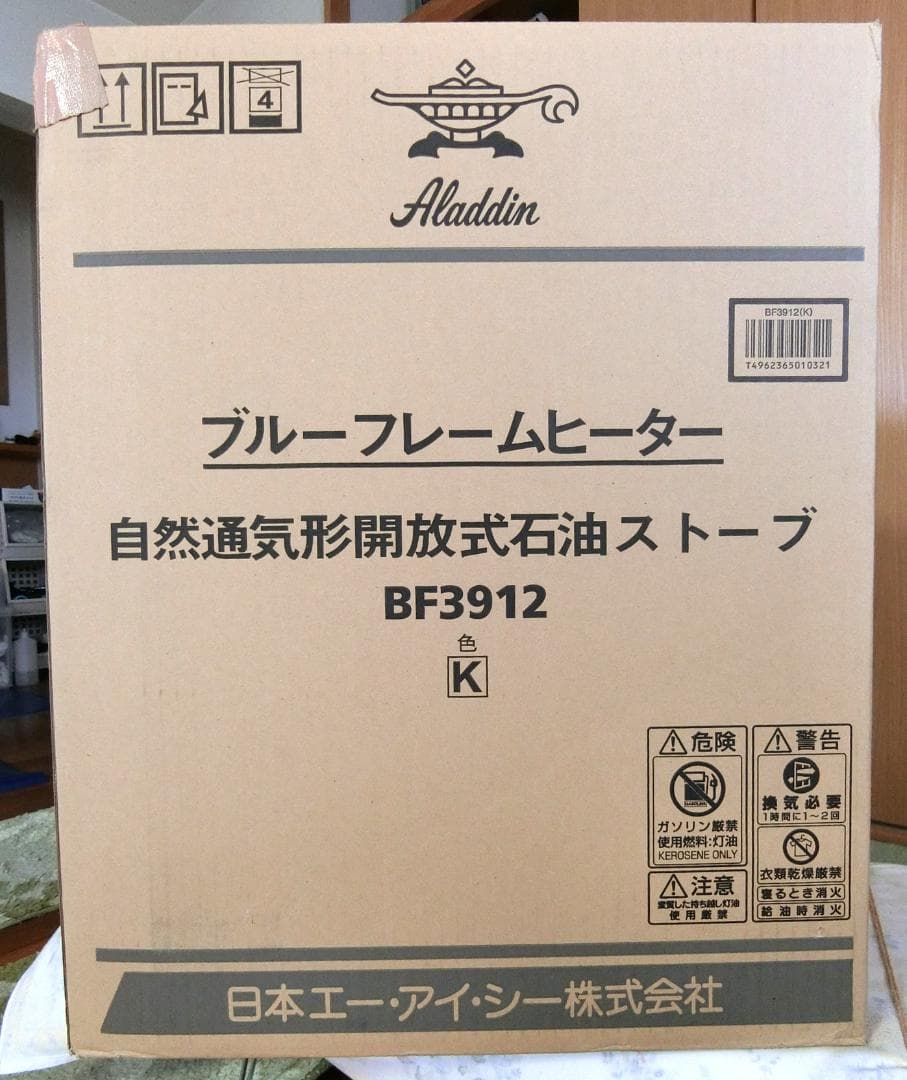 4
Aladdin
BF3912(K)
T4962365010321
ブルーフレームヒーター
自然通気形開放式石油ストーブ
BF3912
色
K
危険
ガソリン厳禁
使用燃料:灯油
KEROSENE ONLY
注意
変質した持ち越し灯油
使用厳禁
警告
換気必要
1時間に1〜2回
衣類乾燥厳禁
寝るとき消火
給油時消火
日本エー・アイ・シー株式会社